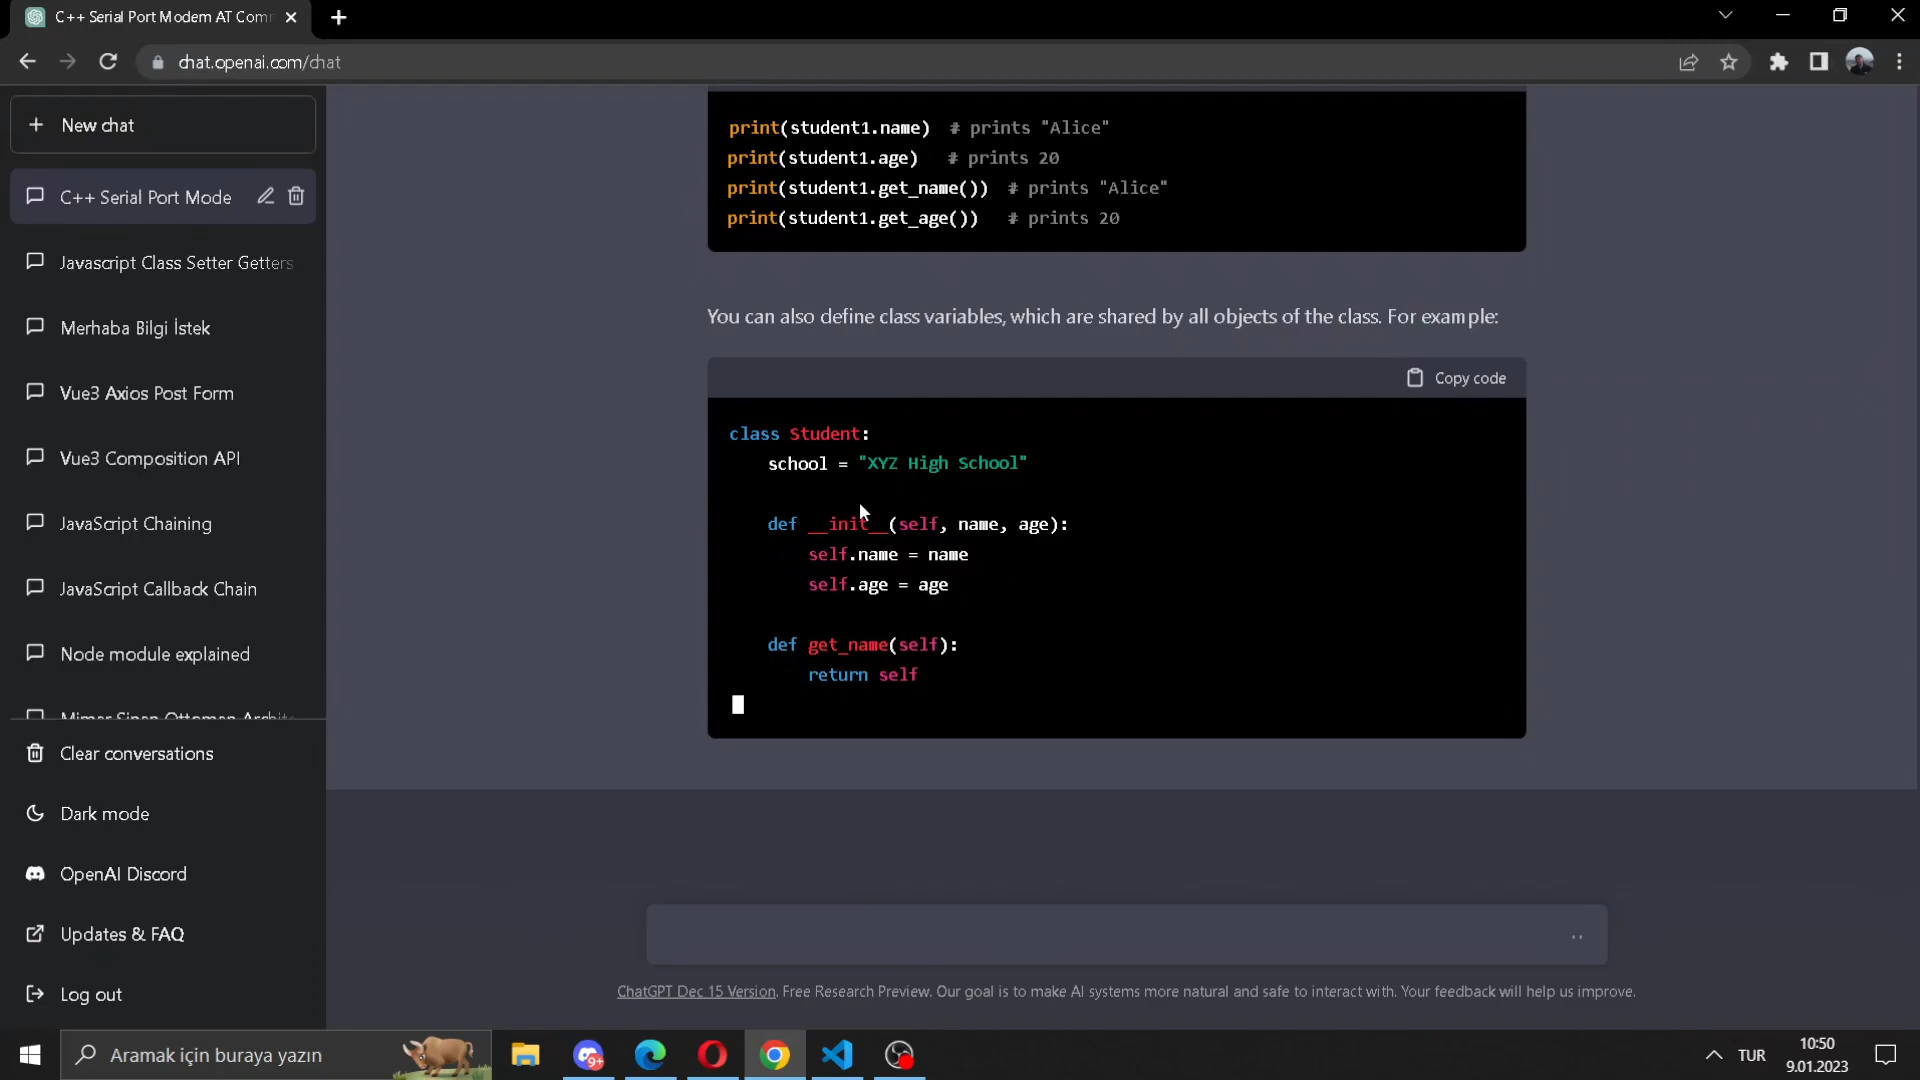 C++ Serial Port Modem AT Comm
chat.openai.com/chat
New chat
C++ Serial Port Mode
Javascript Class Setter Getters
Merhaba Bilgi İstek
Vue3 Axios Post Form
Vue3 Composition API
JavaScript Chaining
JavaScript Callback Chain
Node module explained
Mimar Sinan Ottoman Archite
Clear conversations
Dark mode
OpenAI Discord
Updates & FAQ
Log out
print(student1.name)  # prints "Alice"
print(student1.age)   # prints 20
print(student1.get_name())  # prints "Alice"
print(student1.get_age())   # prints 20
You can also define class variables, which are shared by all objects of the class. For example:
Copy code
class Student:
    school = "XYZ High School"
    def __init__(self, name, age):
        self.name = name
        self.age = age
    def get_name(self):
        return self
ChatGPT Dec 15 Version. Free Research Preview. Our goal is to make AI systems more natural and safe to interact with. Your feedback will help us improve.
Aramak için buraya yazın
9+
TUR
10:50
9.01.2023